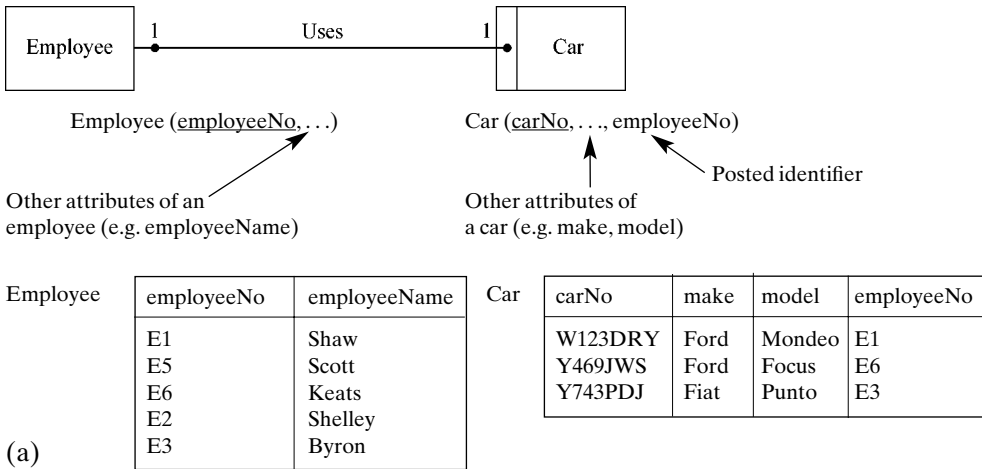 1 Uses 1
Employee Car
Employee (employeeNo, . . .) Car (carNo, . . ., employeeNo)
Posted identifier
Other attributes of an
employee (e.g. employeeName)
Other attributes of
a car (e.g. make, model)
Employee
employeeNo employeeName
E1 Shaw
E5 Scott
E6 Keats
E2 Shelley
E3 Byron
Car
carNo make model employeeNo
W123DRY Ford Mondeo E1
Y469JWS Ford Focus E6
Y743PDJ Fiat Punto E3
(a)